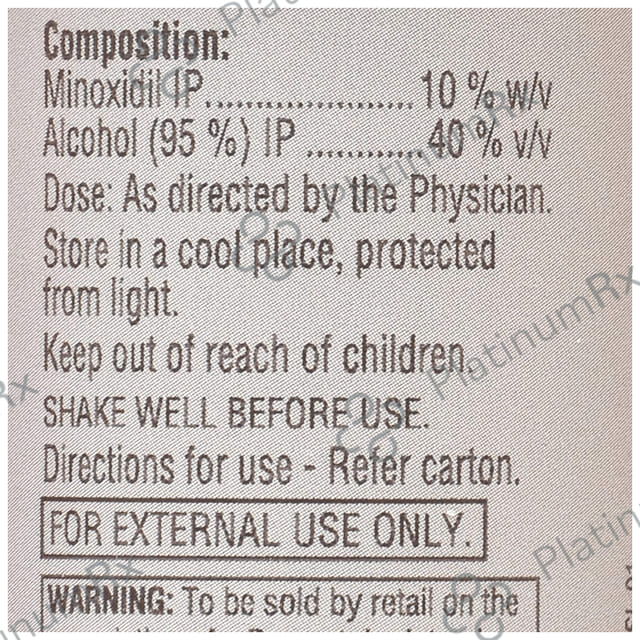 Composition:
Minoxidil IP..................... 10 % w/v
Alcohol (95 %) IP .............40 % v/v
Dose: As directed by the Physician.
Store in a cool place, protected
from light.
Keep out of reach of children.
SHAKE WELL BEFORE USE.
Directions for use - Refer carton.
FOR EXTERNAL USE ONLY.
WARNING: To be sold by retail on the
PlatinumRx